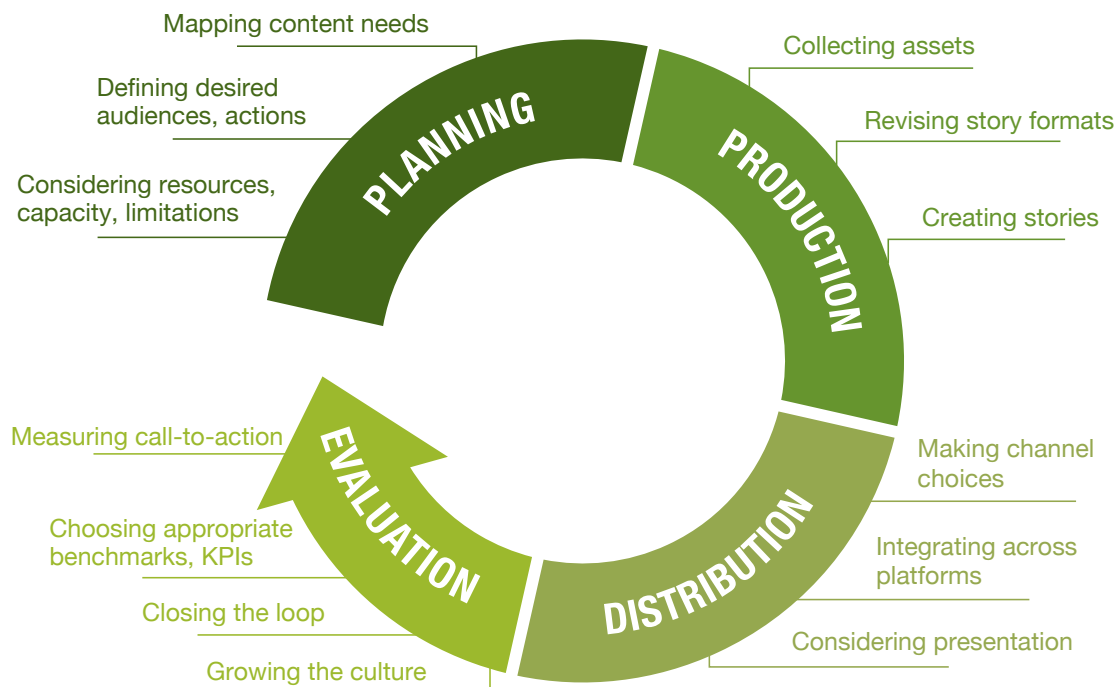 Mapping content needs
Defining desired
audiences, actions
Considering resources,
capacity, limitations
PLANNING
Collecting assets
Revising story formats
Creating stories
PRODUCTION
Making channel
choices
Integrating across
platforms
Considering presentation
DISTRIBUTION
Measuring call-to-action
Choosing appropriate
benchmarks, KPIs
Closing the loop
Growing the culture
EVALUATION